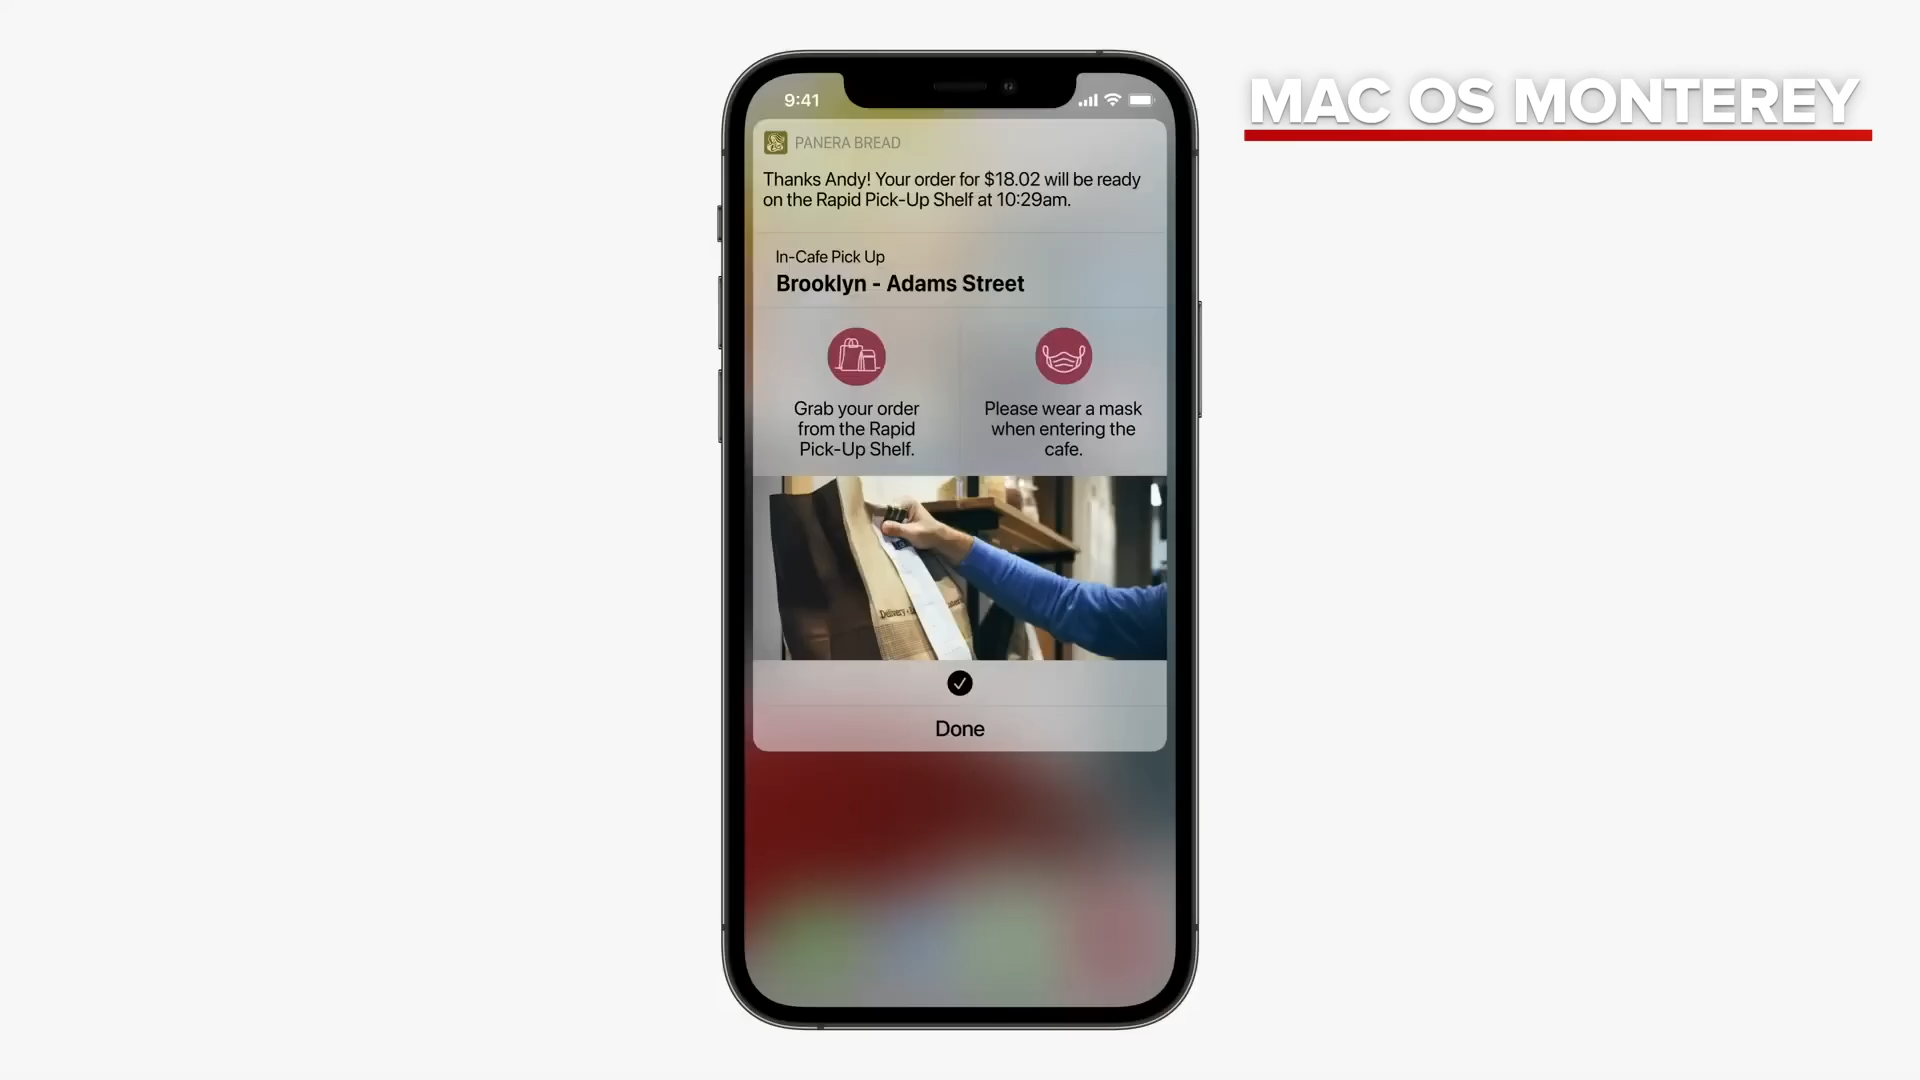 MAC OS MONTEREY
9:41
PANERA BREAD
Thanks Andy! Your order for $18.02 will be ready
on the Rapid Pick-Up Shelf at 10:29am.
In-Cafe Pick Up
Brooklyn - Adams Street
Grab your order
from the Rapid
Pick-Up Shelf.
Please wear a mask
when entering the
cafe.
Delivery
Done